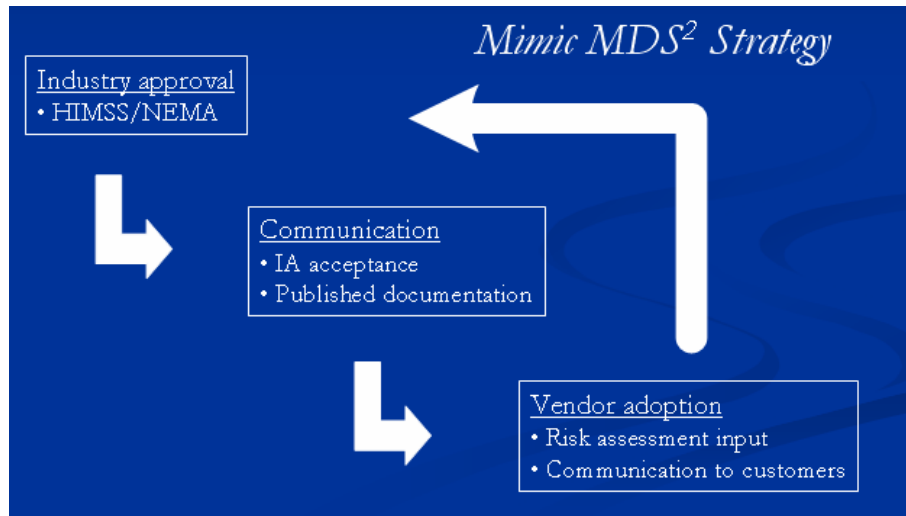 Mimic MDS² Strategy
Industry approval
• HIMSS/NEMA
Communication
• IA acceptance
• Published documentation
Vendor adoption
• Risk assessment input
• Communication to customers